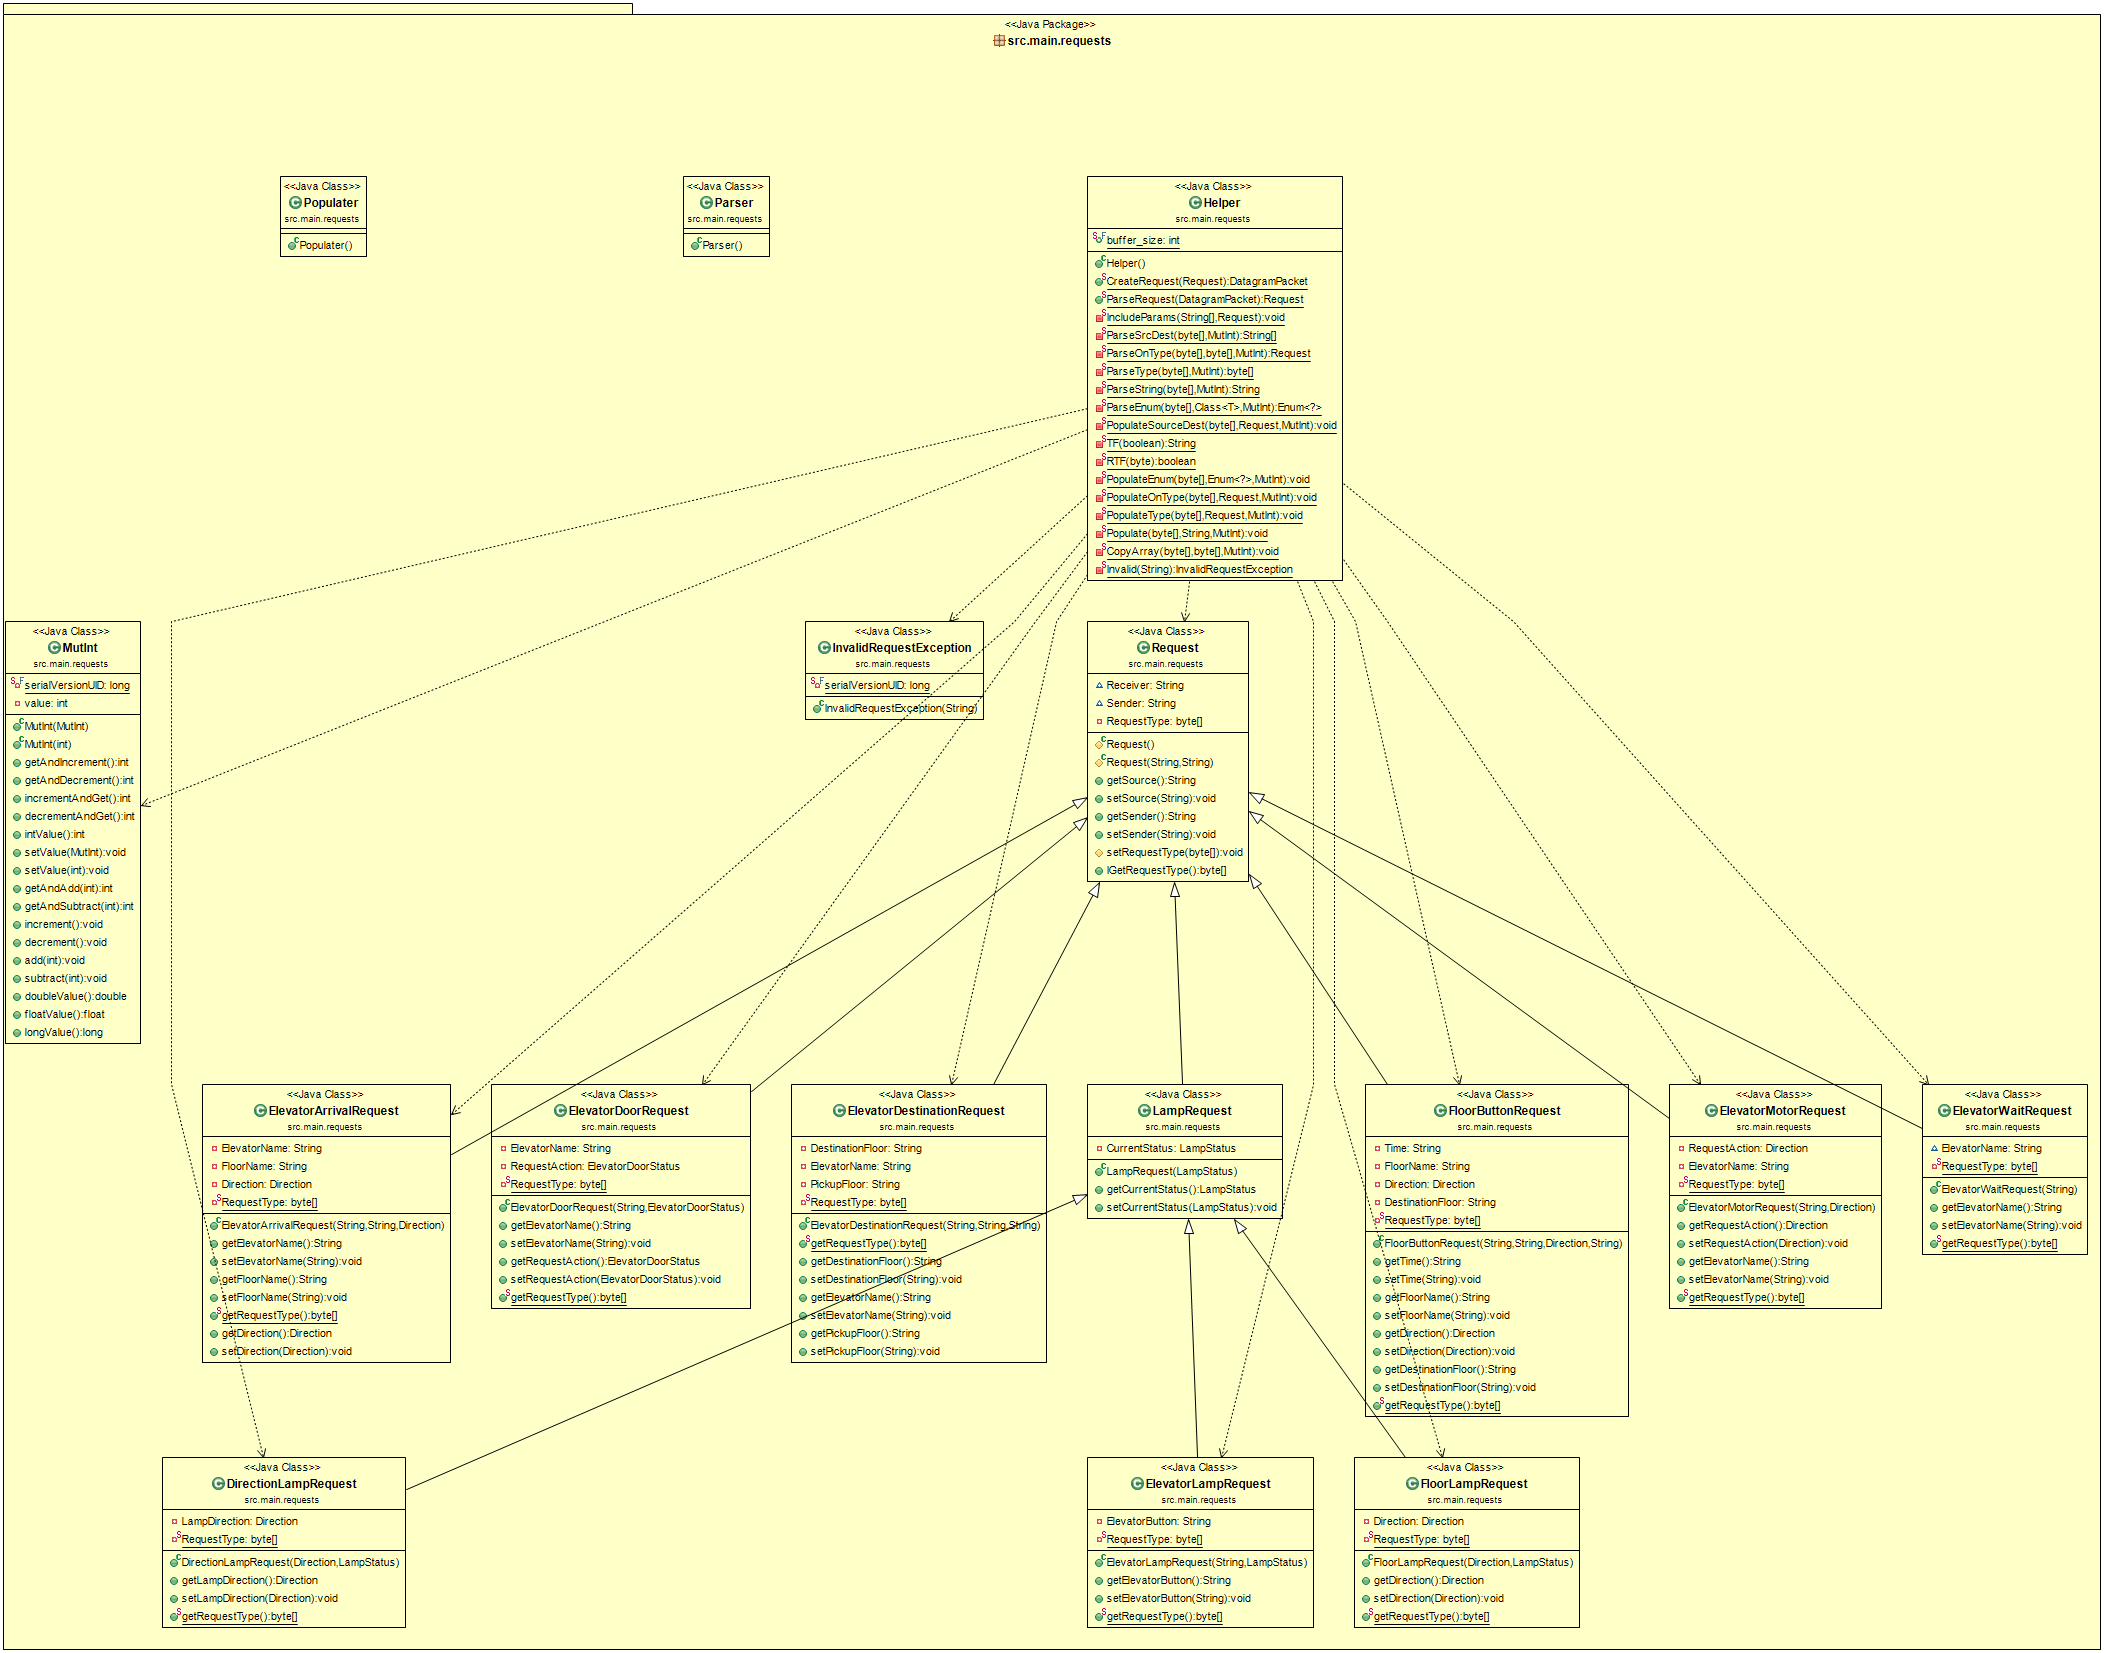 <<Java Package>>
src.main.requests
<<Java Class>>
Populater
src.main.requests
Populater()
<<Java Class>>
Parser
src.main.requests
Parser()
<<Java Class>>
Helper
src.main.requests
buffer_size: int
Helper()
CreateRequest(Request):DatagramPacket
ParseRequest(DatagramPacket):Request
IncludeParams(String[],Request):void
ParseSrcDest(byte[],MutInt):String[]
ParseOnType(byte[],byte[],MutInt):Request
ParseType(byte[],MutInt):byte[]
ParseString(byte[],MutInt):String
ParseEnum(byte[],Class<T>,MutInt):Enum<?>
PopulateSourceDest(byte[],Request,MutInt):void
TF(boolean):String
RTF(byte):boolean
PopulateEnum(byte[],Enum<?>,MutInt):void
PopulateOnType(byte[],Request,MutInt):void
PopulateType(byte[],Request,MutInt):void
Populate(byte[],String,MutInt):void
CopyArray(byte[],byte[],MutInt):void
Invalid(String):InvalidRequestException
<<Java Class>>
MutInt
src.main.requests
serialVersionUID: long
value: int
MutInt(MutInt)
MutInt(int)
getAndIncrement():int
getAndDecrement():int
incrementAndGet():int
decrementAndGet():int
intValue():int
setValue(MutInt):void
setValue(int):void
getAndAdd(int):int
getAndSubtract(int):int
increment():void
decrement():void
add(int):void
subtract(int):void
doubleValue():double
floatValue():float
longValue():long
<<Java Class>>
InvalidRequestException
src.main.requests
serialVersionUID: long
InvalidRequestException(String)
<<Java Class>>
Request
src.main.requests
Receiver: String
Sender: String
RequestType: byte[]
Request()
Request(String,String)
getSource():String
setSource(String):void
getSender():String
setSender(String):void
setRequestType(byte[]):void
IGetRequestType():byte[]
<<Java Class>>
ElevatorArrivalRequest
src.main.requests
ElevatorName: String
FloorName: String
Direction: Direction
RequestType: byte[]
ElevatorArrivalRequest(String,String,Direction)
getElevatorName():String
setElevatorName(String):void
getFloorName():String
setFloorName(String):void
getRequestType():byte[]
getDirection():Direction
setDirection(Direction):void
<<Java Class>>
ElevatorDoorRequest
src.main.requests
ElevatorName: String
RequestAction: ElevatorDoorStatus
RequestType: byte[]
ElevatorDoorRequest(String,ElevatorDoorStatus)
getElevatorName():String
setElevatorName(String):void
getRequestAction():ElevatorDoorStatus
setRequestAction(ElevatorDoorStatus):void
getRequestType():byte[]
<<Java Class>>
ElevatorDestinationRequest
src.main.requests
DestinationFloor: String
ElevatorName: String
PickupFloor: String
RequestType: byte[]
ElevatorDestinationRequest(String,String,String)
getRequestType():byte[]
getDestinationFloor():String
setDestinationFloor(String):void
getElevatorName():String
setElevatorName(String):void
getPickupFloor():String
setPickupFloor(String):void
<<Java Class>>
LampRequest
src.main.requests
CurrentStatus: LampStatus
LampRequest(LampStatus)
getCurrentStatus():LampStatus
setCurrentStatus(LampStatus):void
<<Java Class>>
FloorButtonRequest
src.main.requests
Time: String
FloorName: String
Direction: Direction
DestinationFloor: String
RequestType: byte[]
FloorButtonRequest(String,String,Direction,String)
getTime():String
setTime(String):void
getFloorName():String
setFloorName(String):void
getDirection():Direction
setDirection(Direction):void
getDestinationFloor():String
setDestinationFloor(String):void
getRequestType():byte[]
<<Java Class>>
ElevatorMotorRequest
src.main.requests
RequestAction: Direction
ElevatorName: String
RequestType: byte[]
ElevatorMotorRequest(String,Direction)
getRequestAction():Direction
setRequestAction(Direction):void
getElevatorName():String
setElevatorName(String):void
getRequestType():byte[]
<<Java Class>>
ElevatorWaitRequest
src.main.requests
ElevatorName: String
RequestType: byte[]
ElevatorWaitRequest(String)
getElevatorName():String
setElevatorName(String):void
getRequestType():byte[]
<<Java Class>>
DirectionLampRequest
src.main.requests
LampDirection: Direction
RequestType: byte[]
DirectionLampRequest(Direction,LampStatus)
getLampDirection():Direction
setLampDirection(Direction):void
getRequestType():byte[]
<<Java Class>>
ElevatorLampRequest
src.main.requests
ElevatorButton: String
RequestType: byte[]
ElevatorLampRequest(String,LampStatus)
getElevatorButton():String
setElevatorButton(String):void
getRequestType():byte[]
<<Java Class>>
FloorLampRequest
src.main.requests
Direction: Direction
RequestType: byte[]
FloorLampRequest(Direction,LampStatus)
getDirection():Direction
setDirection(Direction):void
getRequestType():byte[]